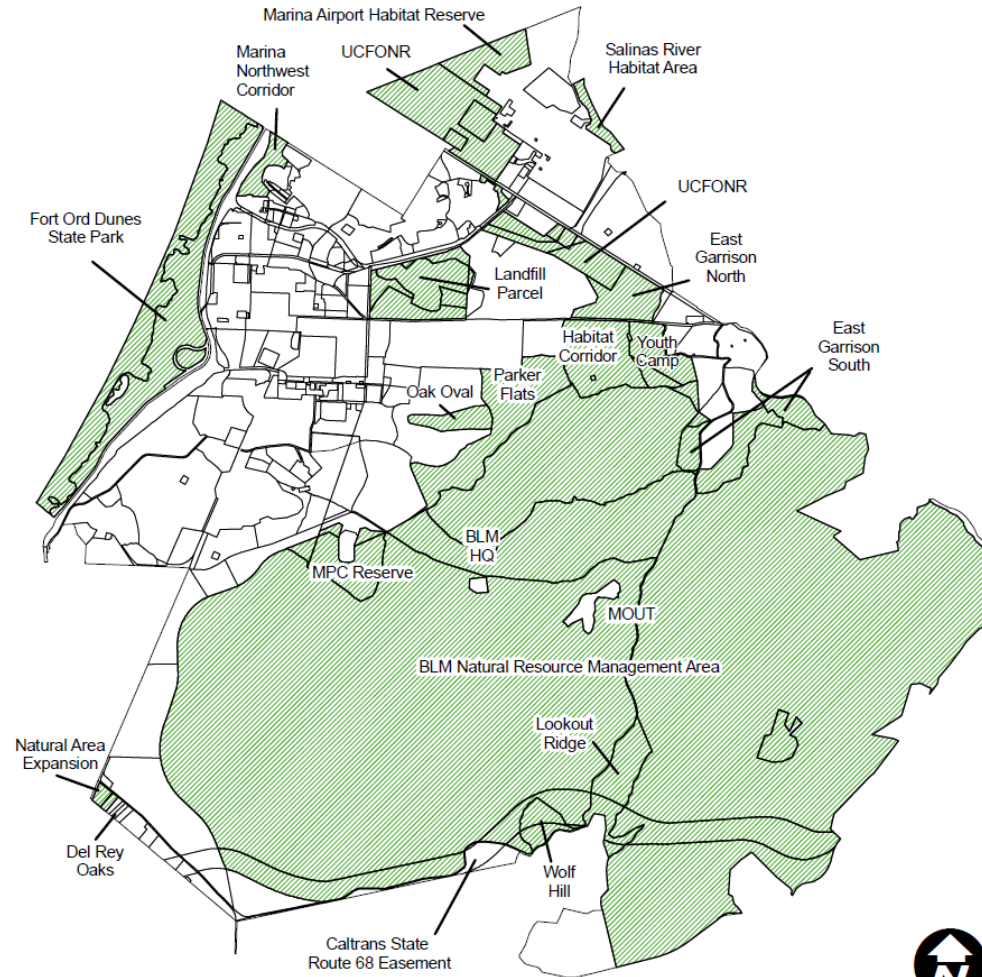 Marina Airport Habitat Reserve
Marina
Northwest
Corridor
UCFONR
Salinas River
Habitat Area
UCFONR
Fort Ord Dunes
State Park
East
Garrison
North
Landfill
Parcel
Habitat
Corridor
Youth
Camp
East
Garrison
South
Parker
Flats
Oak Oval
BLM
HQ
MPC Reserve
MOUT
BLM Natural Resource Management Area
Lookout
Ridge
Natural Area
Expansion
Del Rey
Oaks
Wolf
Hill
Caltrans State
Route 68 Easement
N